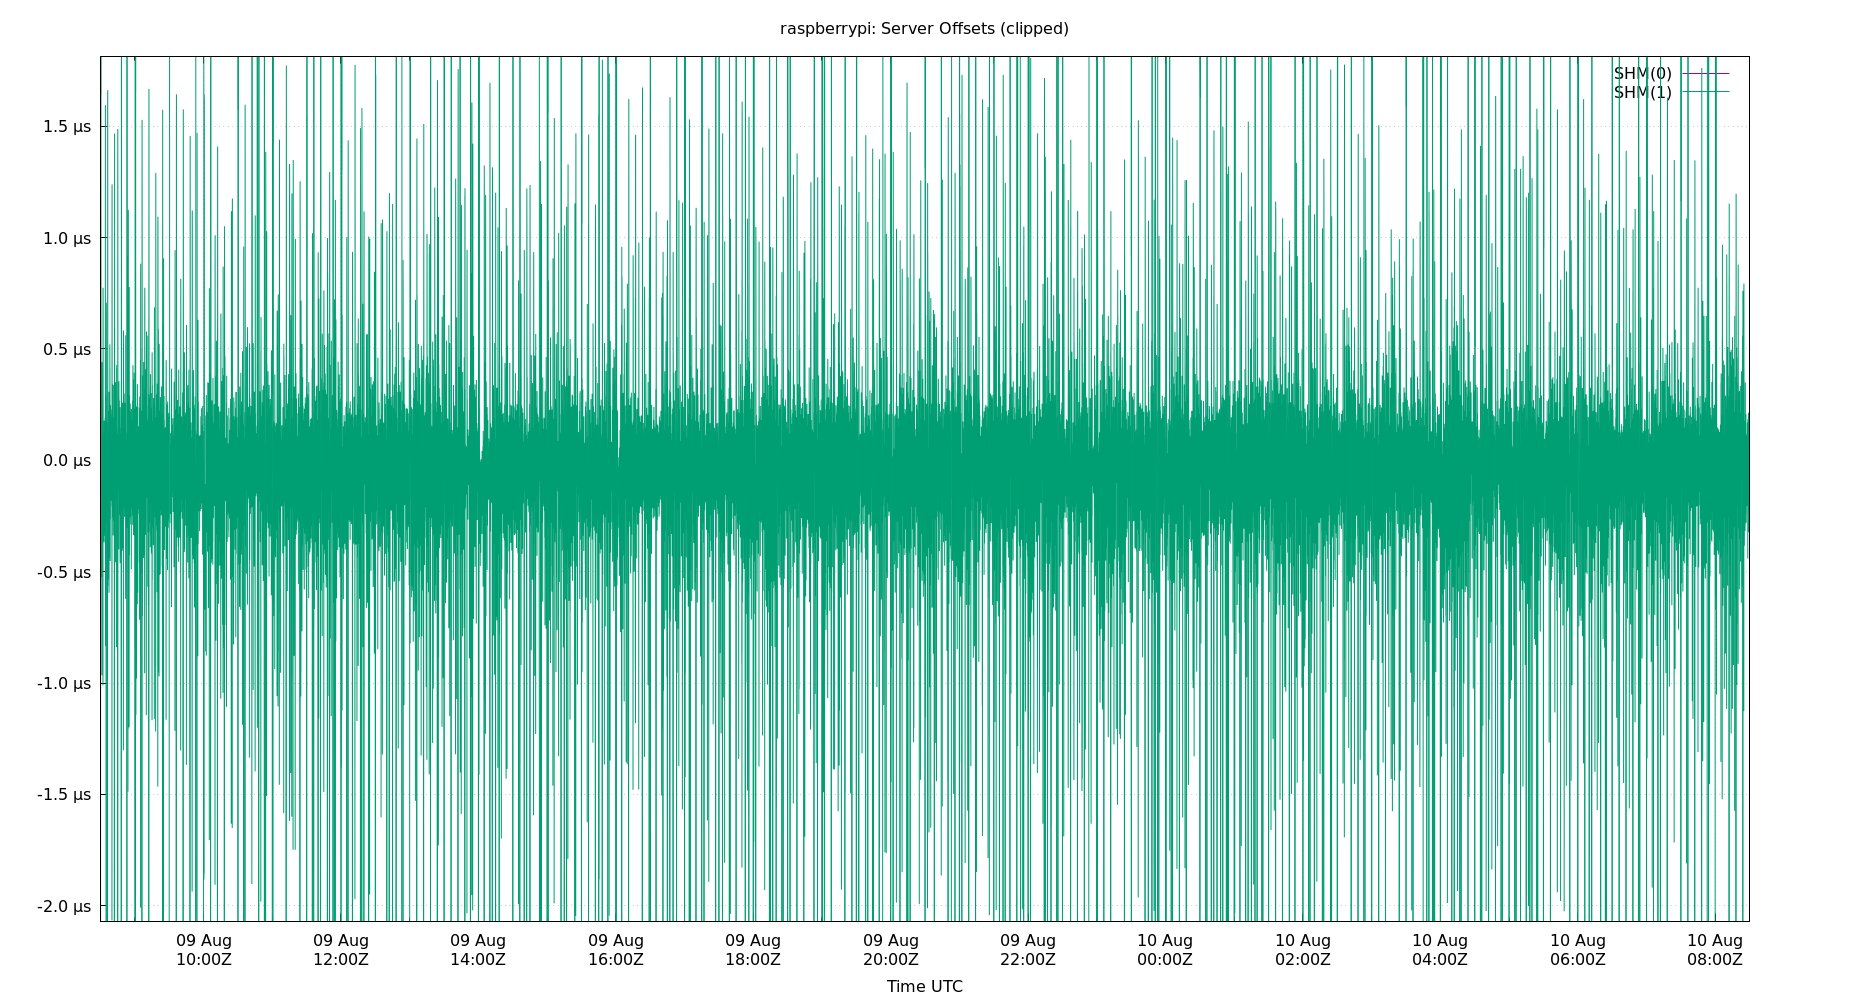 raspberrypi: Server Offsets (clipped)
SHM(0)
SHM(1)
1.5 µs
1.0 µs
0.5 µs
0.0 µs
-0.5 µs
-1.0 µs
-1.5 µs
-2.0 µs
09 Aug 09 Aug 09 Aug 09 Aug 09 Aug 09 Aug 09 Aug 10 Aug 10 Aug 10 Aug 10 Aug 10 Aug
10:00Z 12:00Z 14:00Z 16:00Z 18:00Z 20:00Z 22:00Z 00:00Z 02:00Z 04:00Z 06:00Z 08:00Z
Time UTC